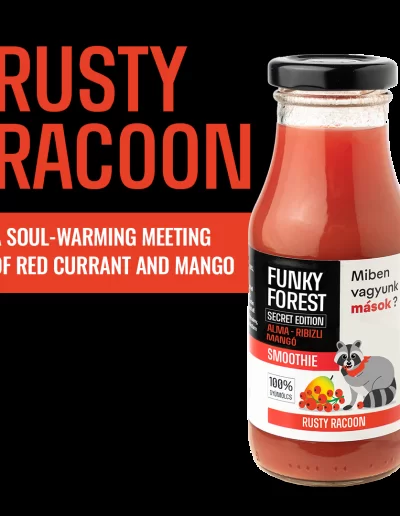 RUSTY
RACOON
A SOUL-WARMING MEETING
OF RED CURRANT AND MANGO
FUNKY
FOREST
SECRET EDITION
ALMA - RIBIZLI
MANGÓ
SMOOTHIE
100%
GYÜMÖLCS
Miben
vagyunk
mások?
RUSTY RACOON